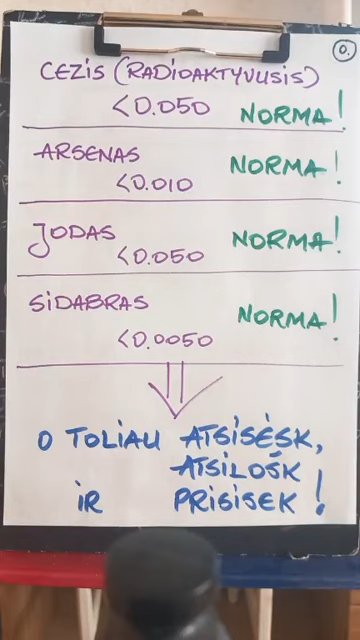 0.
CEZIS (RADIOAKTYVUSIS)
<0.050 NORMA!
ARSENAS NORMA!
<0.010
JODAS NORMA!
<0.050
SIDABRAS NORMA!
<0.0050
O TOLIAU ATSISĖSK,
ATSILOŠK
IR PRISISEK!